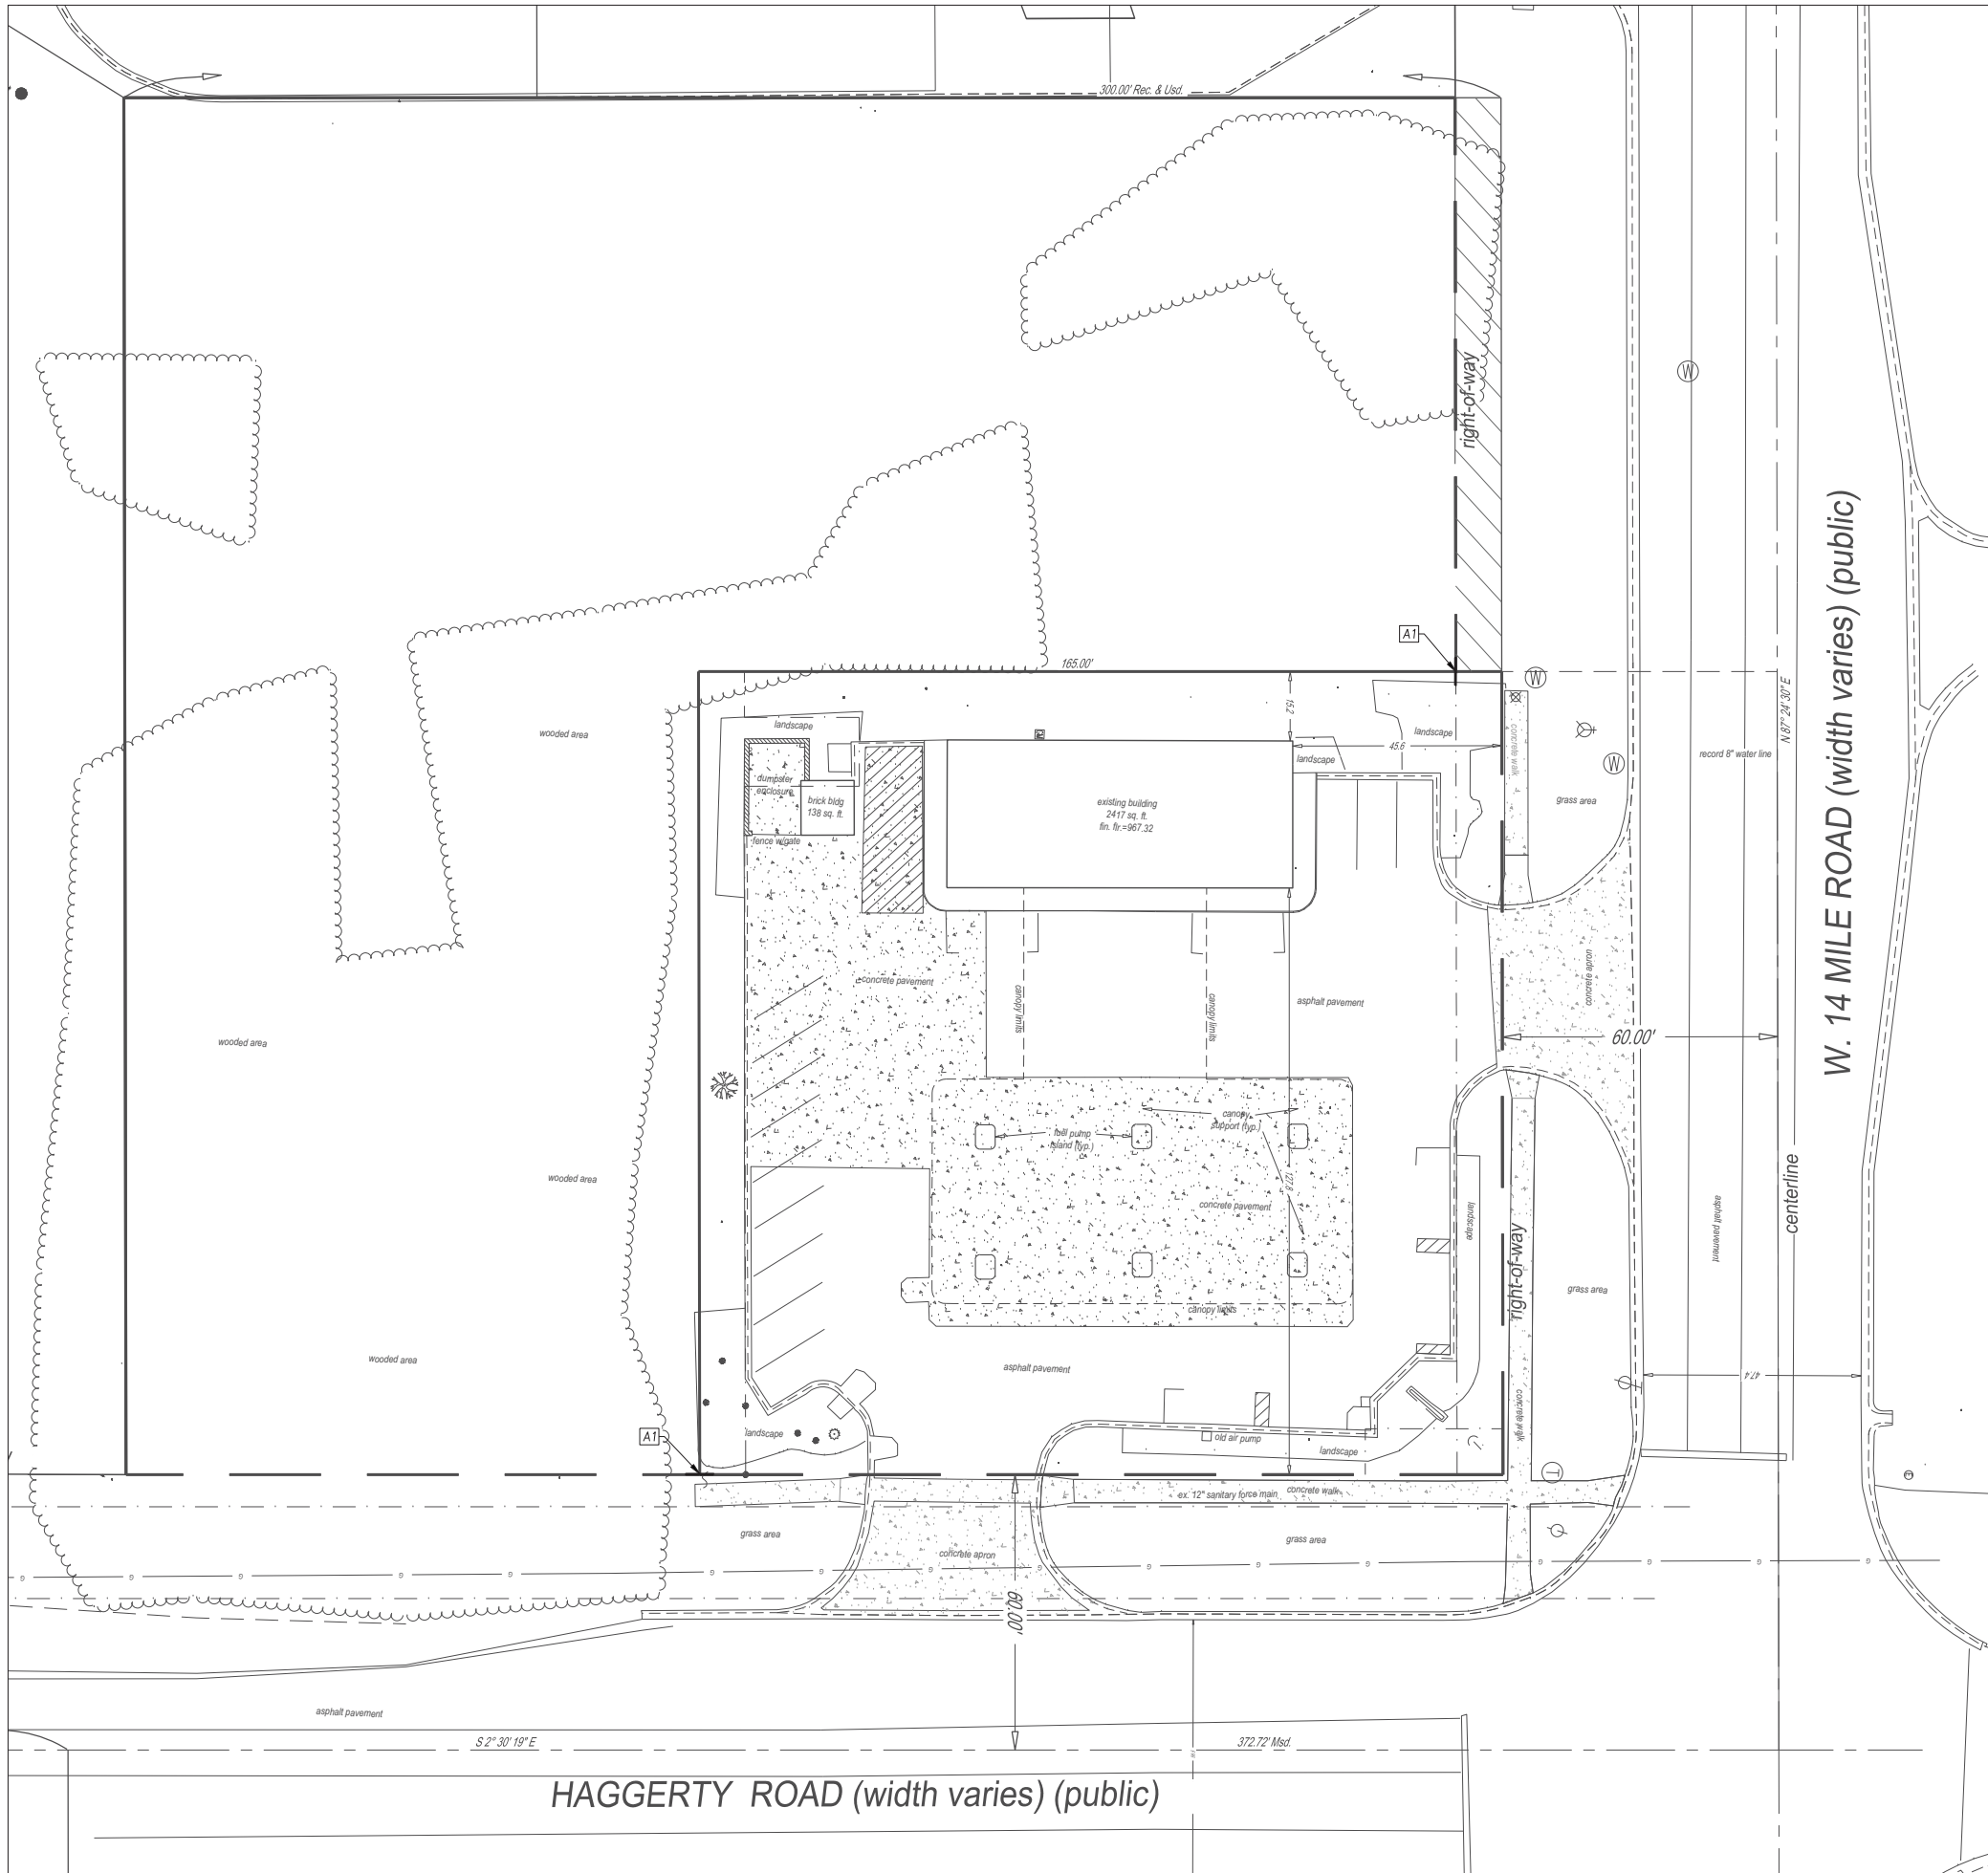 300.00' Rec. & Usd.
right-of-way
W
A1
165.00'
W
N 87° 24' 30" E
wooded area
landscape
15.2
45.6
landscape
concrete walk
W
record 8" water line
W. 14 MILE ROAD (width varies) (public)
landscape
dumpster
enclosure
brick bldg
138 sq. ft.
fence w/gate
existing building
2417 sq. ft.
fin. flr.=967.32
grass area
concrete pavement
canopy limits
canopy limits
asphalt pavement
concrete apron
wooded area
60.00'
canopy
support (typ.)
fuel pump
island (typ.)
127.8
wooded area
concrete pavement
landscape
right-of-way
asphalt pavement
centerline
canopy limits
grass area
wooded area
asphalt pavement
47.4
concrete walk
A1
landscape
old air pump
landscape
T
E
ex. 12" sanitary force main
concrete walk
grass area
concrete apron
grass area
G G G G G G G G G G G G G G
60.00'
asphalt pavement
S 2° 30' 19" E
372.72' Msd.
HAGGERTY ROAD (width varies) (public)